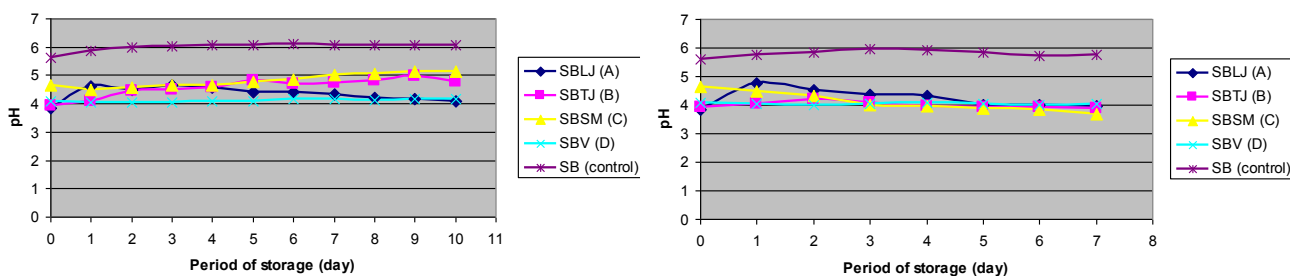 7
6
5
4
3
2
1
0
pH
0 1 2 3 4 5 6 7 8 9 10 11
Period of storage (day)
SBLJ (A)
SBTJ (B)
SBSM (C)
SBV (D)
SB (control)
7
6
5
4
3
2
1
0
pH
0 1 2 3 4 5 6 7 8
Period of storage (day)
SBLJ (A)
SBTJ (B)
SBSM (C)
SBV (D)
SB (control)